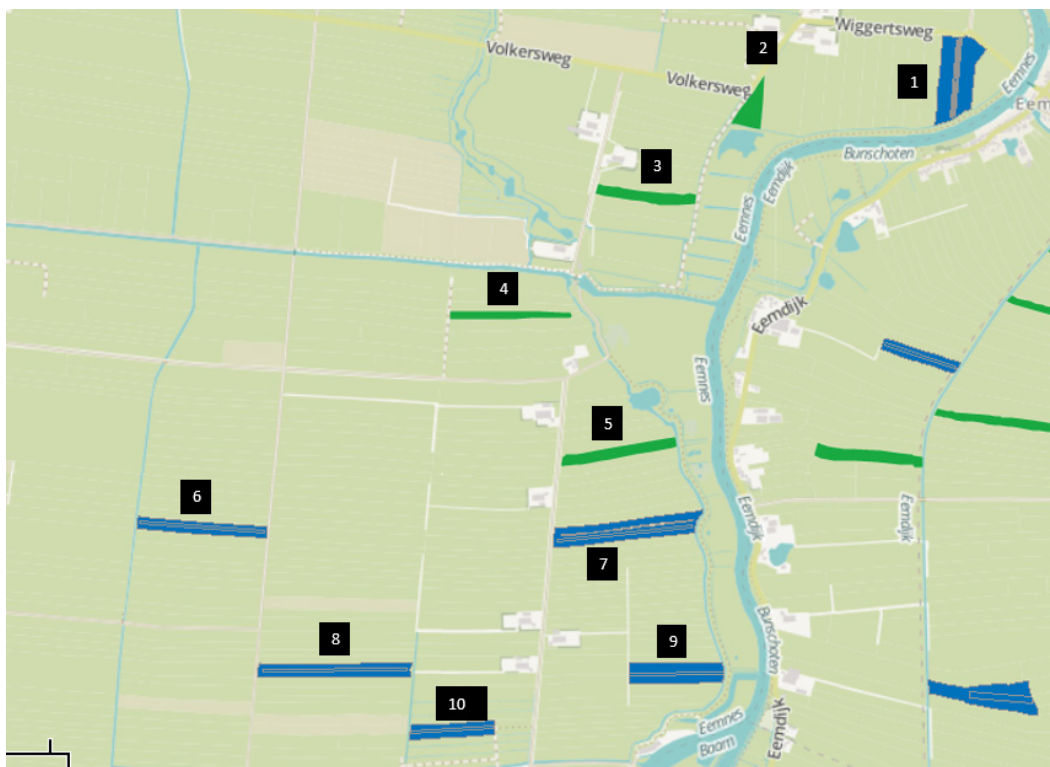 Wiggertsweg
2
Volkersweg
1
Volkersweg
Eemnes
Eem
Bunschoten
3
Eemdijk
Eemnes
4
Eemdijk
Eemnes
5
6
Eemdijk
Eemdijk
7
Bunschoten
8
9
10
Eemnes
Baarn
Eemdijk